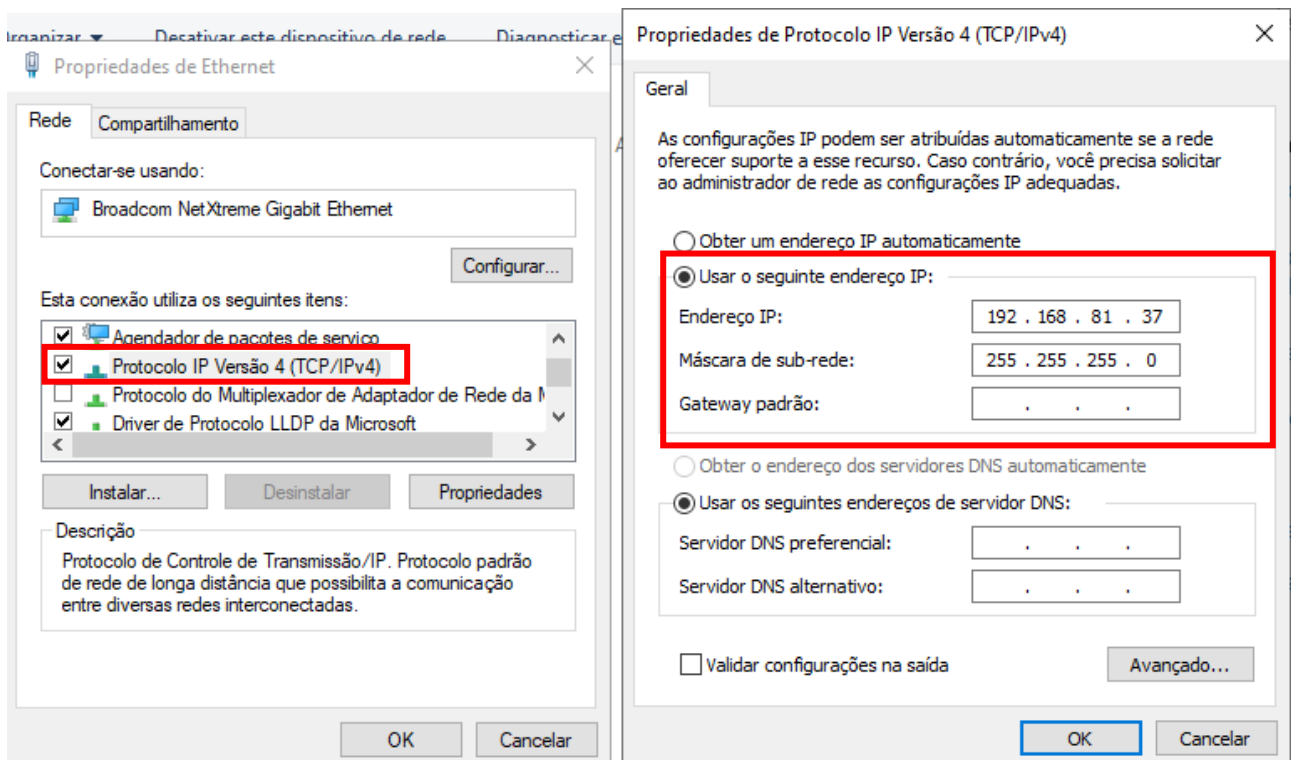 Organizar Desativar este dispositivo de rede Diagnosticar e
Propriedades de Ethernet
Rede Compartilhamento
Conectar-se usando:
Broadcom NetXtreme Gigabit Ethernet
Configurar...
Esta conexão utiliza os seguintes itens:
Agendador de pacotes de serviço
Protocolo IP Versão 4 (TCP/IPv4)
Protocolo do Multiplexador de Adaptador de Rede da
Driver de Protocolo LLDP da Microsoft
Instalar... Desinstalar Propriedades
Descrição
Protocolo de Controle de Transmissão/IP. Protocolo padrão
de rede de longa distância que possibilita a comunicação
entre diversas redes interconectadas.
OK Cancelar
Propriedades de Protocolo IP Versão 4 (TCP/IPv4)
Geral
As configurações IP podem ser atribuídas automaticamente se a rede
oferecer suporte a esse recurso. Caso contrário, você precisa solicitar
ao administrador de rede as configurações IP adequadas.
Obter um endereço IP automaticamente
Usar o seguinte endereço IP:
Endereço IP: 192 . 168 . 81 . 37
Máscara de sub-rede: 255 . 255 . 255 . 0
Gateway padrão: . . .
Obter o endereço dos servidores DNS automaticamente
Usar os seguintes endereços de servidor DNS:
Servidor DNS preferencial: . . .
Servidor DNS alternativo: . . .
Validar configurações na saída
Avançado...
OK Cancelar